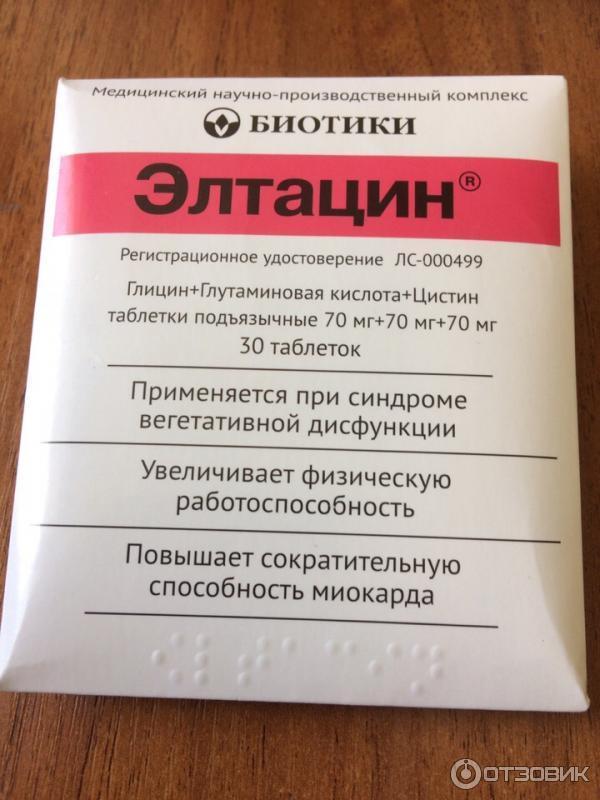 Медицинский научно-производственный комплекс
БИОТИКИ
Элтацин®
Регистрационное удостоверение ЛС-000499
Глицин+Глутаминовая кислота+Цистин
таблетки подъязычные 70 мг+70 мг+70 мг
30 таблеток
Применяется при синдроме
вегетативной дисфункции
Увеличивает физическую
работоспособность
Повышает сократительную
способность миокарда
ОТЗОВИК